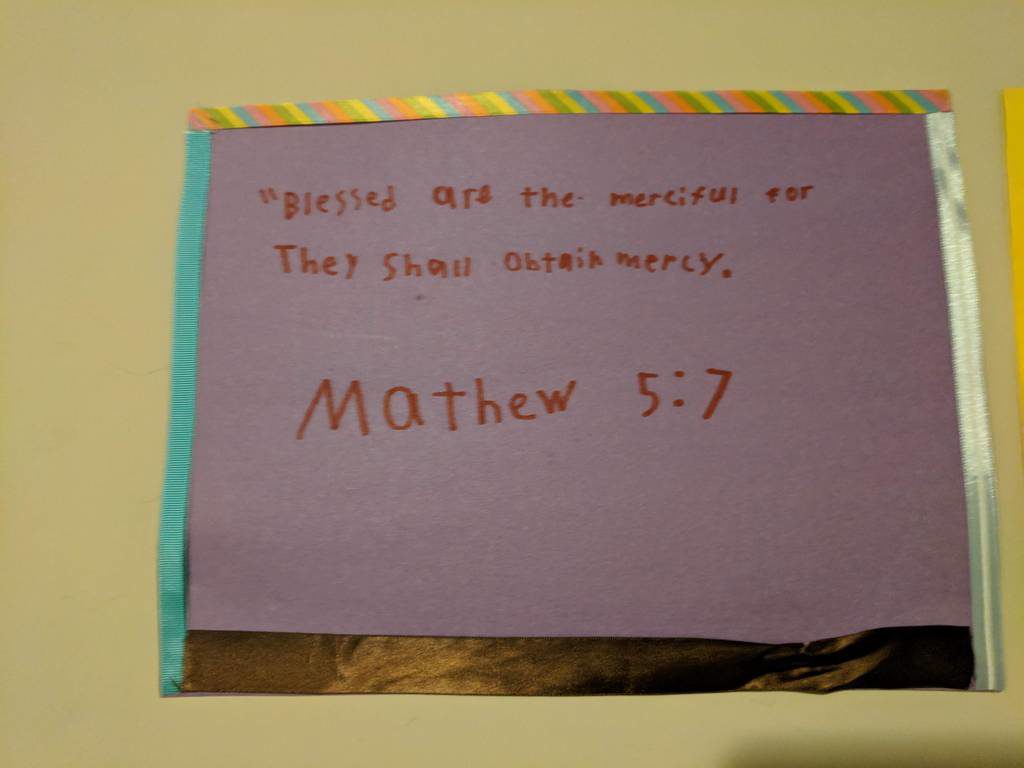 "Blessed are the merciful for
They shall obtain mercy.
Mathew 5:7